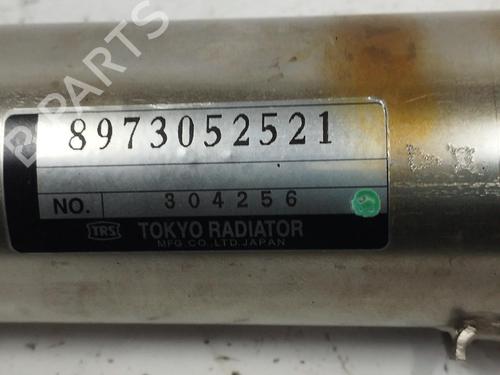 8973052521
NO. 304256
TRS TOKYO RADIATOR
MFG CO.,LTD.JAPAN
B PARTS